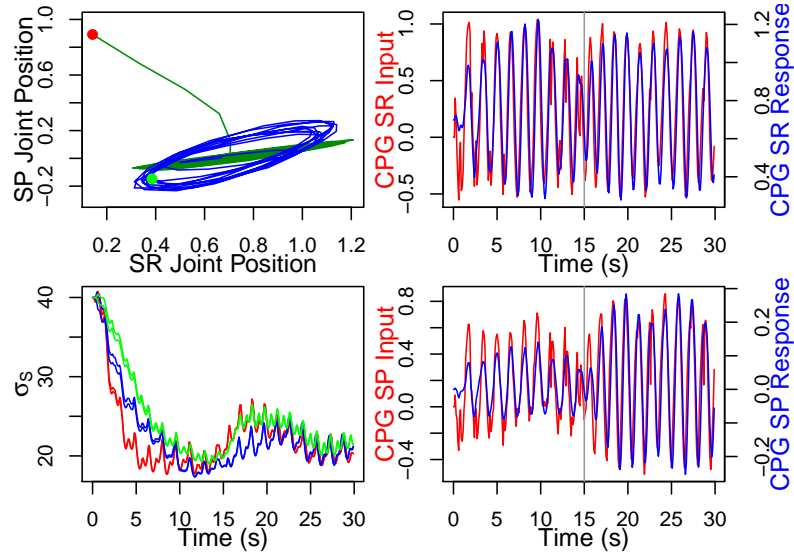 SP Joint Position
−0.2 0.2 0.6 1.0
0.2 0.4 0.6 0.8 1.0 1.2
SR Joint Position
CPG SR Input
−0.5 0.0 0.5 1.0
0 5 10 15 20 25 30
Time (s)
0.4 0.8 1.2
CPG SR Response
σS
20 30 40
0 5 10 15 20 25 30
Time (s)
CPG SP Input
−0.4 0.0 0.4 0.8
0 5 10 15 20 25 30
Time (s)
−0.2 0.0 0.2
CPG SP Response